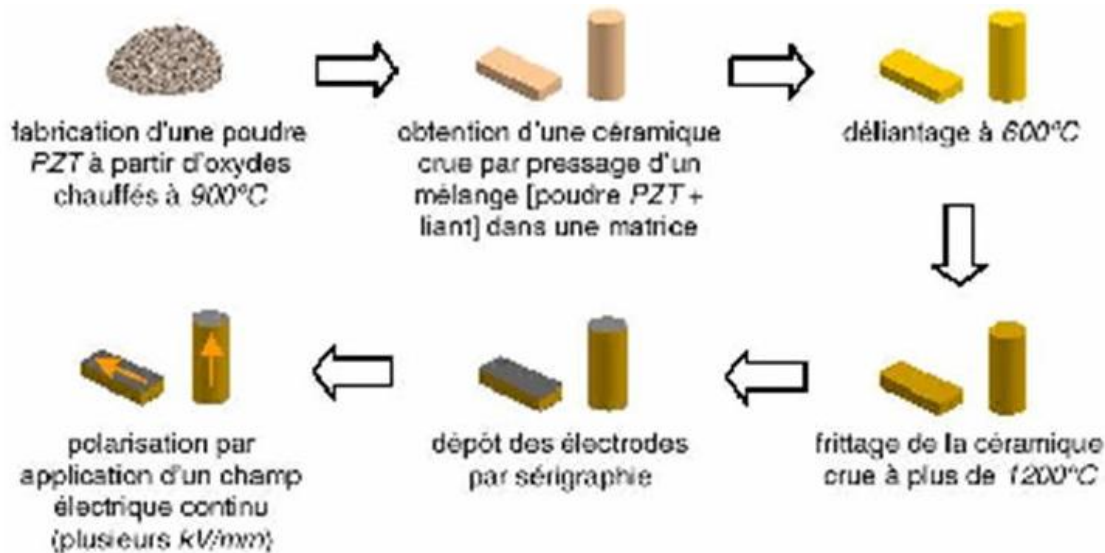 fabrication d'une poudre
PZT à partir d'oxydes
chauffés à 900°C
obtention d'une céramique
crue par pressage d'un
mélange [poudre PZT +
liant] dans une matrice
déliantage à 600°C
frittage de la céramique
crue à plus de 1200°C
dépôt des électrodes
par sérigraphie
polarisation par
application d'un champ
électrique continu
(plusieurs kV/mm)